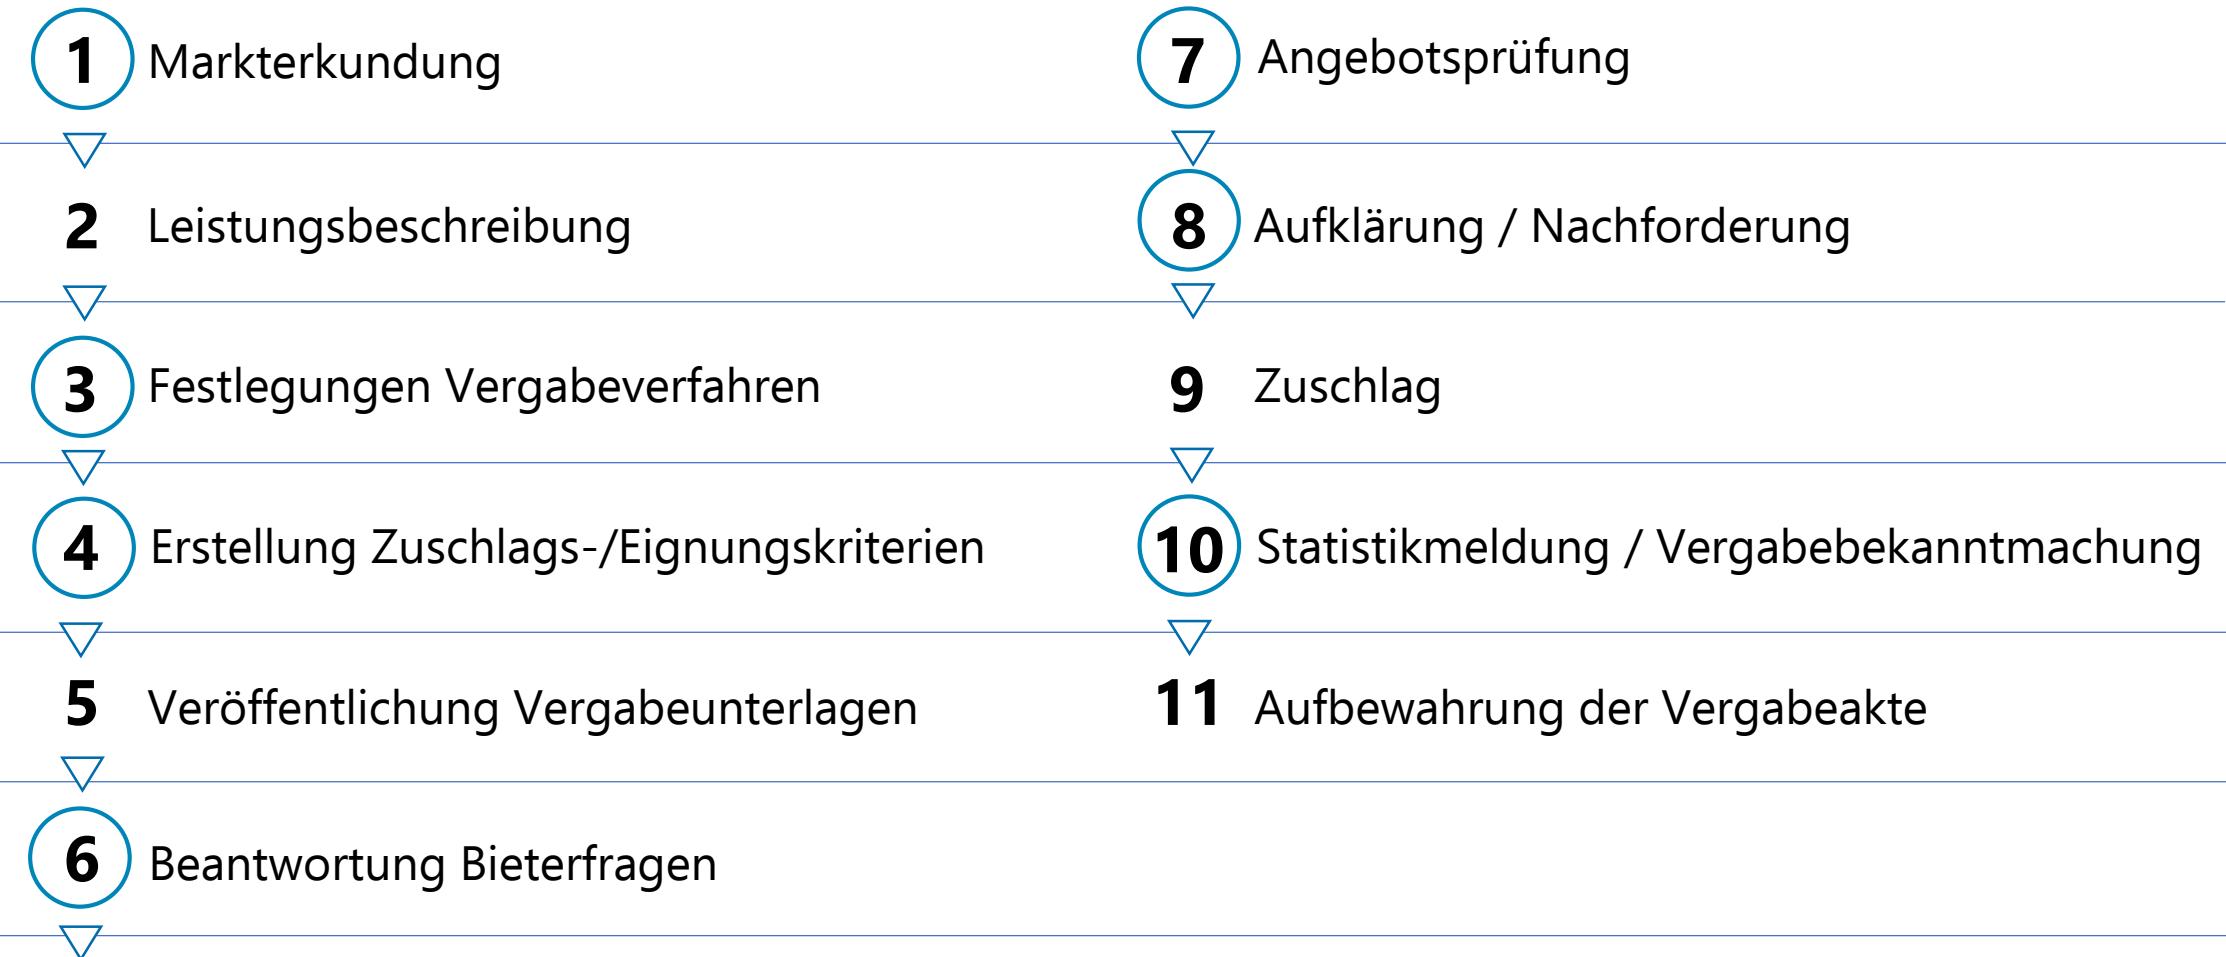 1 Markterkundung
2 Leistungsbeschreibung
3 Festlegungen Vergabeverfahren
4 Erstellung Zuschlags-/Eignungskriterien
5 Veröffentlichung Vergabeunterlagen
6 Beantwortung Bieterfragen
7 Angebotsprüfung
8 Aufklärung / Nachforderung
9 Zuschlag
10 Statistikmeldung / Vergabebekanntmachung
11 Aufbewahrung der Vergabeakte